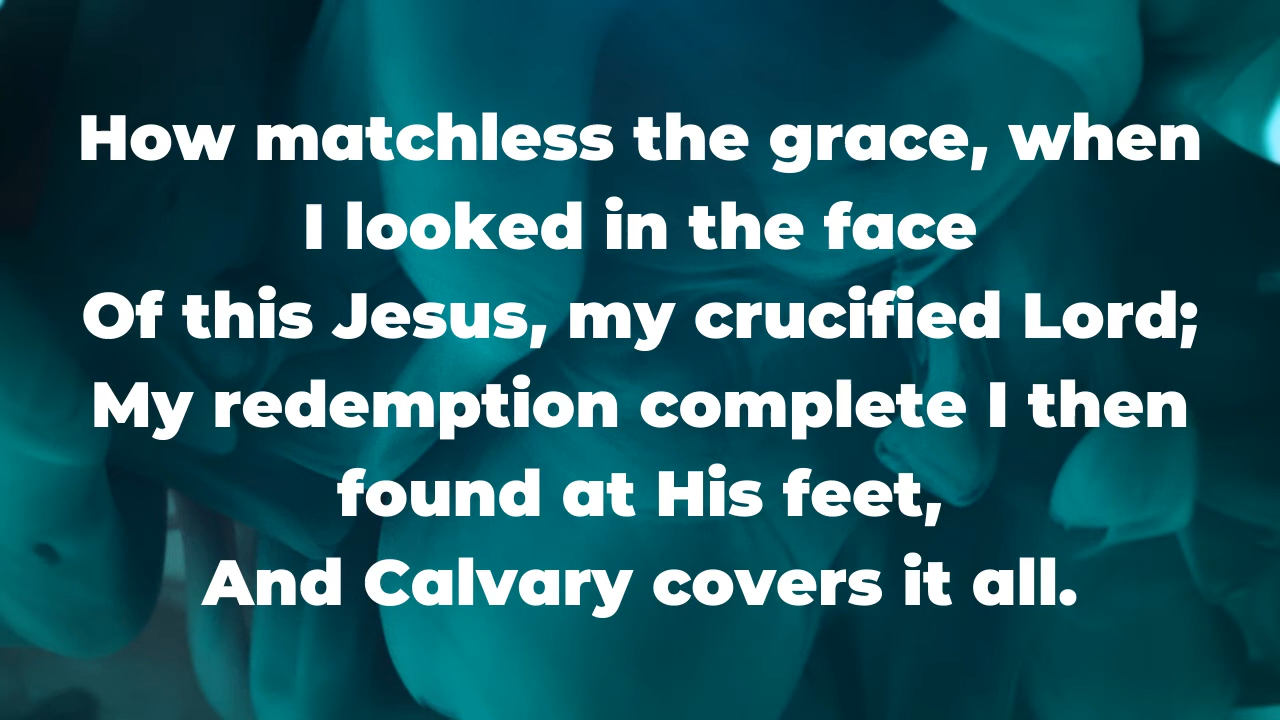 How matchless the grace, when
I looked in the face
Of this Jesus, my crucified Lord;
My redemption complete I then
found at His feet,
And Calvary covers it all.